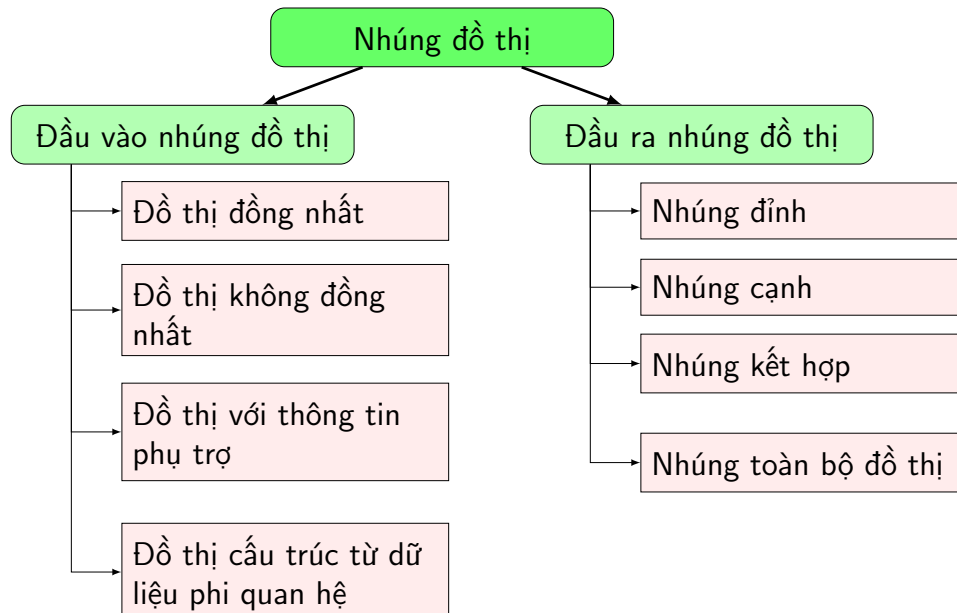 Nhúng đồ thị
Đầu vào nhúng đồ thị
Đồ thị đồng nhất
Đồ thị không đồng
nhất
Đồ thị với thông tin
phụ trợ
Đồ thị cấu trúc từ dữ
liệu phi quan hệ
Đầu ra nhúng đồ thị
Nhúng đỉnh
Nhúng cạnh
Nhúng kết hợp
Nhúng toàn bộ đồ thị